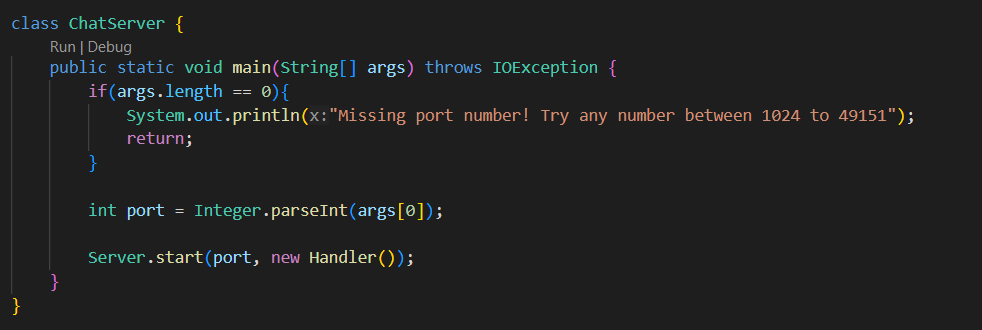 class ChatServer {
Run | Debug
public static void main(String[] args) throws IOException {
if(args.length == 0){
System.out.println(x:"Missing port number! Try any number between 1024 to 49151");
return;
}
int port = Integer.parseInt(args[0]);
Server.start(port, new Handler());
}
}